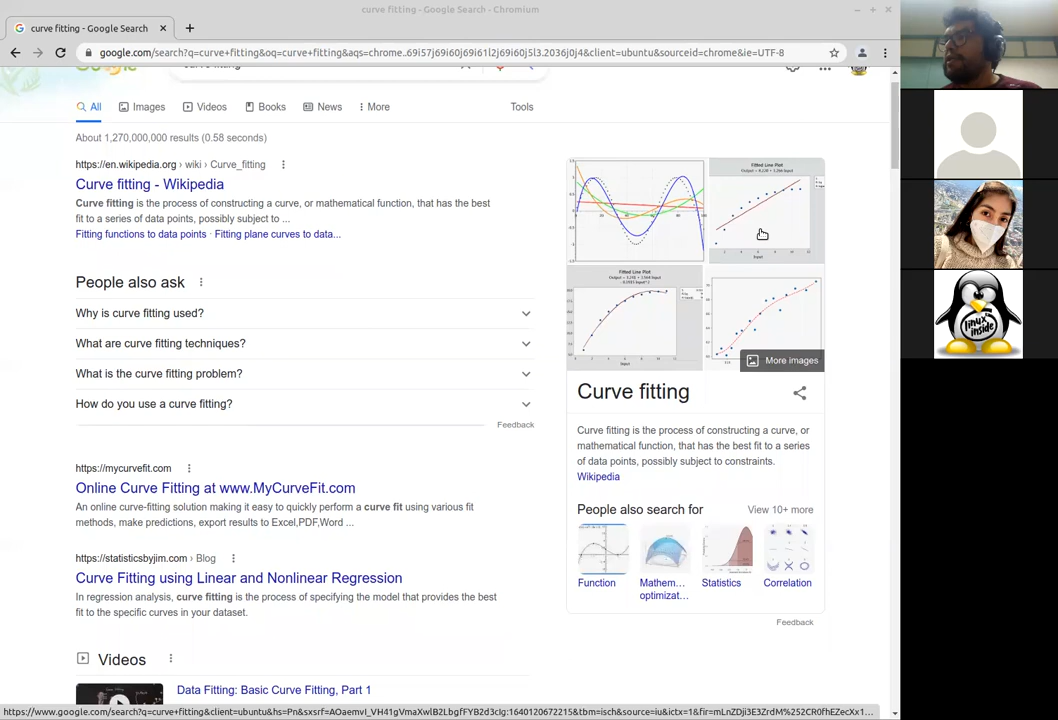 curve fitting - Google Search - Chromium
curve fitting - Google Search
google.com/search?q=curve+fitting&oq=curve+fitting&aqs=chrome..69i57j69i60j69i61l2j69i60j5l3.2036j0j4&client=ubuntu&sourceid=chrome&ie=UTF-8
All Images Videos Books News More Tools
About 1,270,000,000 results (0.58 seconds)
https://en.wikipedia.org › wiki › Curve_fitting
Curve fitting - Wikipedia
Curve fitting is the process of constructing a curve, or mathematical function, that has the best
fit to a series of data points, possibly subject to ...
Fitting functions to data points · Fitting plane curves to data...
People also ask
Why is curve fitting used?
What are curve fitting techniques?
What is the curve fitting problem?
How do you use a curve fitting?
Feedback
https://mycurvefit.com
Online Curve Fitting at www.MyCurveFit.com
An online curve-fitting solution making it easy to quickly perform a curve fit using various fit
methods, make predictions, export results to Excel,PDF,Word ...
https://statisticsbyjim.com › Blog
Curve Fitting using Linear and Nonlinear Regression
In regression analysis, curve fitting is the process of specifying the model that provides the best
fit to the specific curves in your dataset.
Videos
Data Fitting: Basic Curve Fitting, Part 1
Fitted Line Plot
Input
Fitted Line Plot
Input
More images
Curve fitting
Curve fitting is the process of constructing a curve, or
mathematical function, that has the best fit to a series
of data points, possibly subject to constraints.
Wikipedia
People also search for View 10+ more
Function Mathem... Statistics Correlation
optimizat...
Feedback
linux
inside